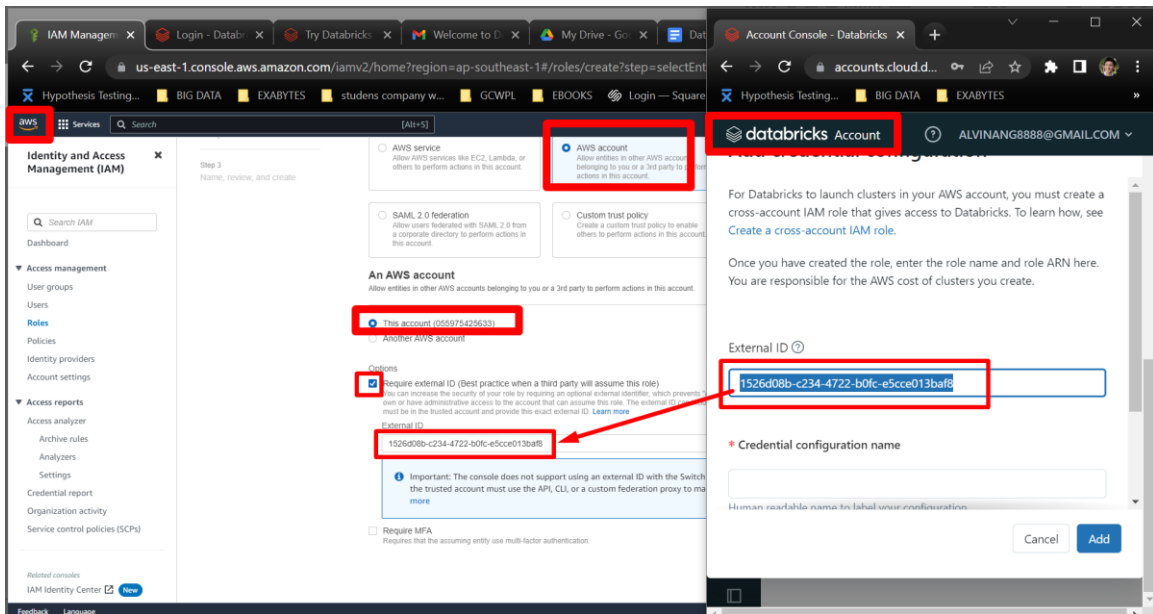 IAM Managem
Login - Datab
Try Databricks
Welcome to D
My Drive - Go
Dat
us-east-1.console.aws.amazon.com/iamv2/home?region=ap-southeast-1#/roles/create?step=selectEnt
Hypothesis Testing...
BIG DATA
EXABYTES
studens company w...
GCWPL
EBOOKS
Login — Square
aws
Services
Search
[Alt+S]
Identity and Access
Management (IAM)
Search IAM
Dashboard
Access management
User groups
Users
Roles
Policies
Identity providers
Account settings
Access reports
Access analyzer
Archive rules
Analyzers
Settings
Credential report
Organization activity
Service control policies (SCPs)
Related consoles
IAM Identity Center
New
Feedback Language
Step 3
Name, review, and create
AWS service
Allow AWS services like EC2, Lambda, or
others to perform actions in this account.
AWS account
Allow entities in other AWS accounts
belonging to you or a 3rd party to perform
actions in this account.
SAML 2.0 federation
Allow users federated with SAML 2.0 from
a corporate directory to perform actions in
this account.
Custom trust policy
Create a custom trust policy to enable
others to perform actions in this account.
An AWS account
Allow entities in other AWS accounts belonging to you or a 3rd party to perform actions in this account.
This account (055975425633)
Another AWS account
Options
Require external ID (Best practice when a third party will assume this role)
You can increase the security of your role by requiring an optional external identifier, which prevents
own or have administrative access to the account that can assume this role. The external ID can
must be in the trusted account and provide this exact external ID. Learn more
External ID
1526d08b-c234-4722-b0fc-e5cce013baf8
Important: The console does not support using an external ID with the Switch
the trusted account must use the API, CLI, or a custom federation proxy to ma
more
Require MFA
Requires that the assuming entity use multi-factor authentication.
Account Console - Databricks
accounts.cloud.d...
Hypothesis Testing...
BIG DATA
EXABYTES
databricks Account
ALVINANG8888@GMAIL.COM
Add credential configuration
For Databricks to launch clusters in your AWS account, you must create a
cross-account IAM role that gives access to Databricks. To learn how, see
Create a cross-account IAM role.
Once you have created the role, enter the role name and role ARN here.
You are responsible for the AWS cost of clusters you create.
External ID
1526d08b-c234-4722-b0fc-e5cce013baf8
* Credential configuration name
Human readable name to label your configuration
Cancel
Add